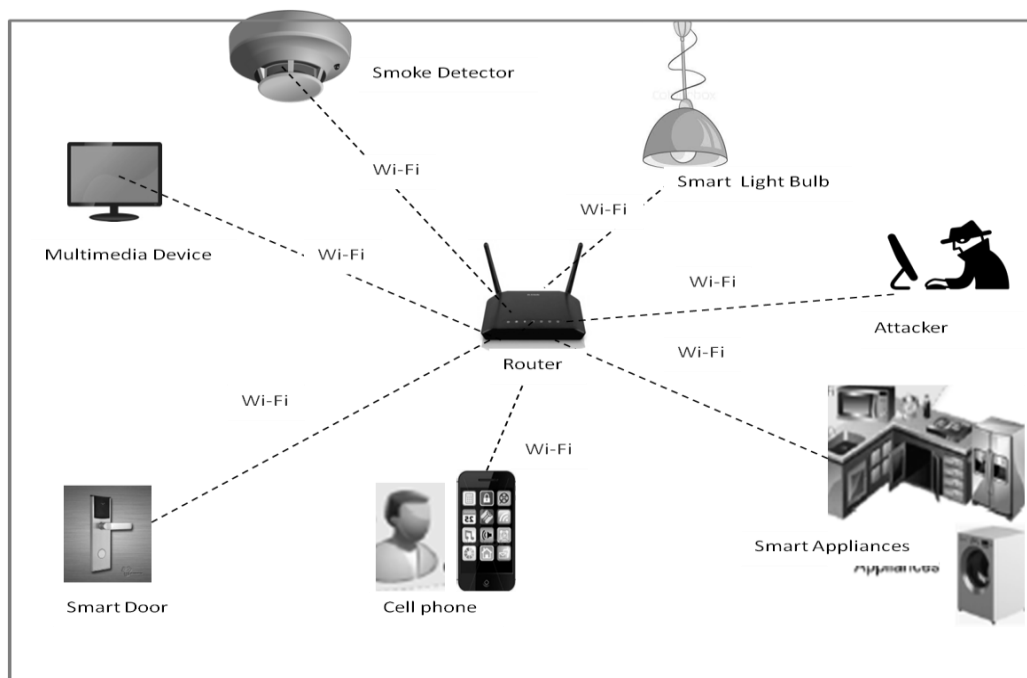 Smoke Detector
Wi-Fi
Smart Light Bulb
Wi-Fi
Multimedia Device
Wi-Fi
Wi-Fi
Attacker
Router
Wi-Fi
Wi-Fi
Wi-Fi
Smart Appliances
Appliances
Smart Door
Cell phone